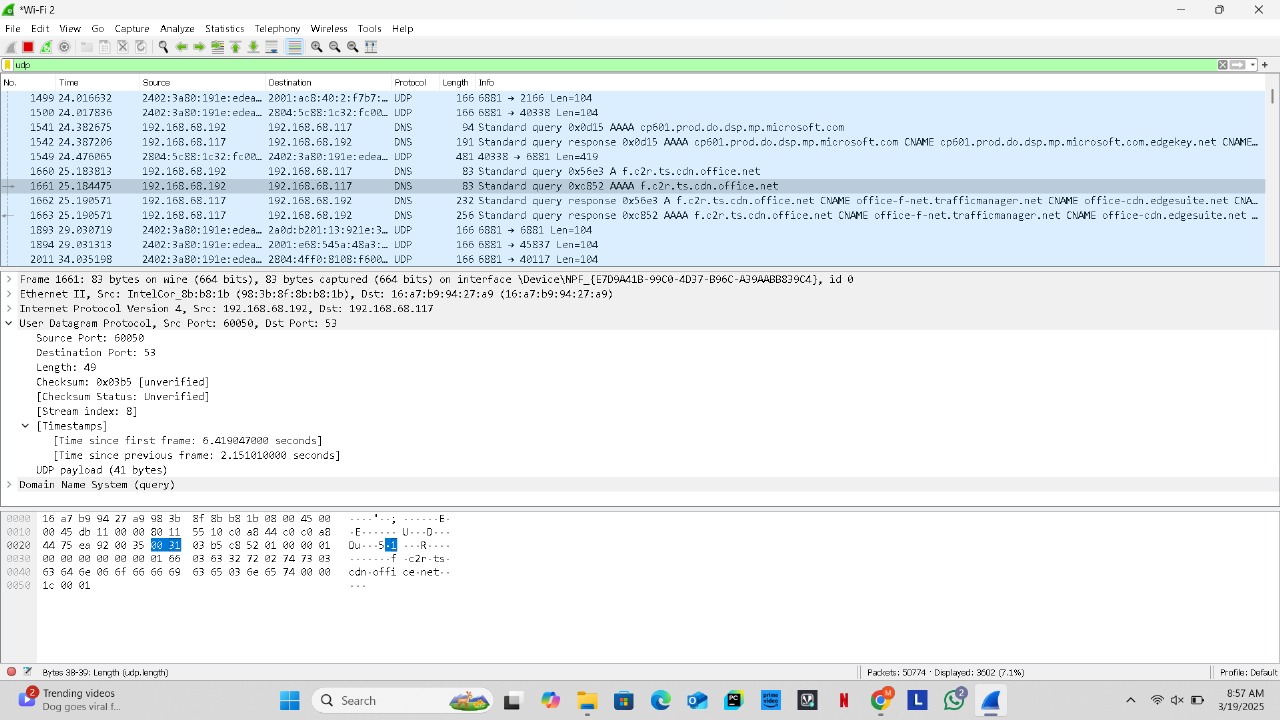 *Wi-Fi 2
File Edit View Go Capture Analyze Statistics Telephony Wireless Tools Help
udp
No. Time Source Destination Protocol Length Info
1499 24.016632 2402:3a80:191e:edea… 2001:ac8:40:2:f7b7:… UDP 166 6881 → 2166 Len=104
1500 24.017836 2402:3a80:191e:edea… 2804:5c88:1c32:fc00… UDP 166 6881 → 40338 Len=104
1541 24.382675 192.168.68.192 192.168.68.117 DNS 94 Standard query 0x0d15 AAAA cp601.prod.do.dsp.mp.microsoft.com
1542 24.387206 192.168.68.117 192.168.68.192 DNS 191 Standard query response 0x0d15 AAAA cp601.prod.do.dsp.mp.microsoft.com CNAME cp601.prod.do.dsp.mp.microsoft.com.edgekey.net CNAME…
1549 24.476065 2804:5c88:1c32:fc00… 2402:3a80:191e:edea… UDP 481 40338 → 6881 Len=419
1660 25.183813 192.168.68.192 192.168.68.117 DNS 83 Standard query 0x56e3 A f.c2r.ts.cdn.office.net
1661 25.184475 192.168.68.192 192.168.68.117 DNS 83 Standard query 0xc852 AAAA f.c2r.ts.cdn.office.net
1662 25.190571 192.168.68.117 192.168.68.192 DNS 232 Standard query response 0x56e3 A f.c2r.ts.cdn.office.net CNAME office-f-net.trafficmanager.net CNAME office-cdn.edgesuite.net CNA…
1663 25.190571 192.168.68.117 192.168.68.192 DNS 256 Standard query response 0xc852 AAAA f.c2r.ts.cdn.office.net CNAME office-f-net.trafficmanager.net CNAME office-cdn.edgesuite.net …
1893 29.030719 2402:3a80:191e:edea… 2a0d:b201:13:921e:3… UDP 166 6881 → 6881 Len=104
1894 29.031313 2402:3a80:191e:edea… 2001:e68:545a:48a3:… UDP 166 6881 → 45837 Len=104
2011 34.035198 2402:3a80:191e:edea… 2804:4ff0:8108:f600… UDP 166 6881 → 40117 Len=104
Frame 1661: 83 bytes on wire (664 bits), 83 bytes captured (664 bits) on interface \Device\NPF_{E7D9A41B-99C0-4D37-B96C-A39AABB839C4}, id 0
Ethernet II, Src: IntelCor_8b:b8:1b (98:3b:8f:8b:b8:1b), Dst: 16:a7:b9:94:27:a9 (16:a7:b9:94:27:a9)
Internet Protocol Version 4, Src: 192.168.68.192, Dst: 192.168.68.117
User Datagram Protocol, Src Port: 60050, Dst Port: 53
Source Port: 60050
Destination Port: 53
Length: 49
Checksum: 0x03b5 [unverified]
[Checksum Status: Unverified]
[Stream index: 8]
[Timestamps]
[Time since first frame: 6.419047000 seconds]
[Time since previous frame: 2.151010000 seconds]
UDP payload (41 bytes)
Domain Name System (query)
0000 16 a7 b9 94 27 a9 98 3b 8f 8b b8 1b 08 00 45 00 ····'··; ······E·
0010 00 45 db 11 00 00 80 11 55 10 c0 a8 44 c0 c0 a8 ·E······ U···D···
0020 44 75 ea 92 00 35 00 31 03 b5 c8 52 01 00 00 01 Du···5·1 ···R····
0030 00 00 00 00 00 00 01 66 03 63 32 72 02 74 73 03 ·······f ·c2r·ts·
0040 63 64 6e 06 6f 66 66 69 63 65 03 6e 65 74 00 00 cdn·offi ce·net··
0050 1c 00 01 ···
Bytes 38-39: Length (udp.length) Packets: 50774 · Displayed: 3602 (7.1%) Profile: Default
2 Trending videos
Dog goes viral f...
Search
PC
prime video
N
M
L
2
8:57 AM
3/19/2025